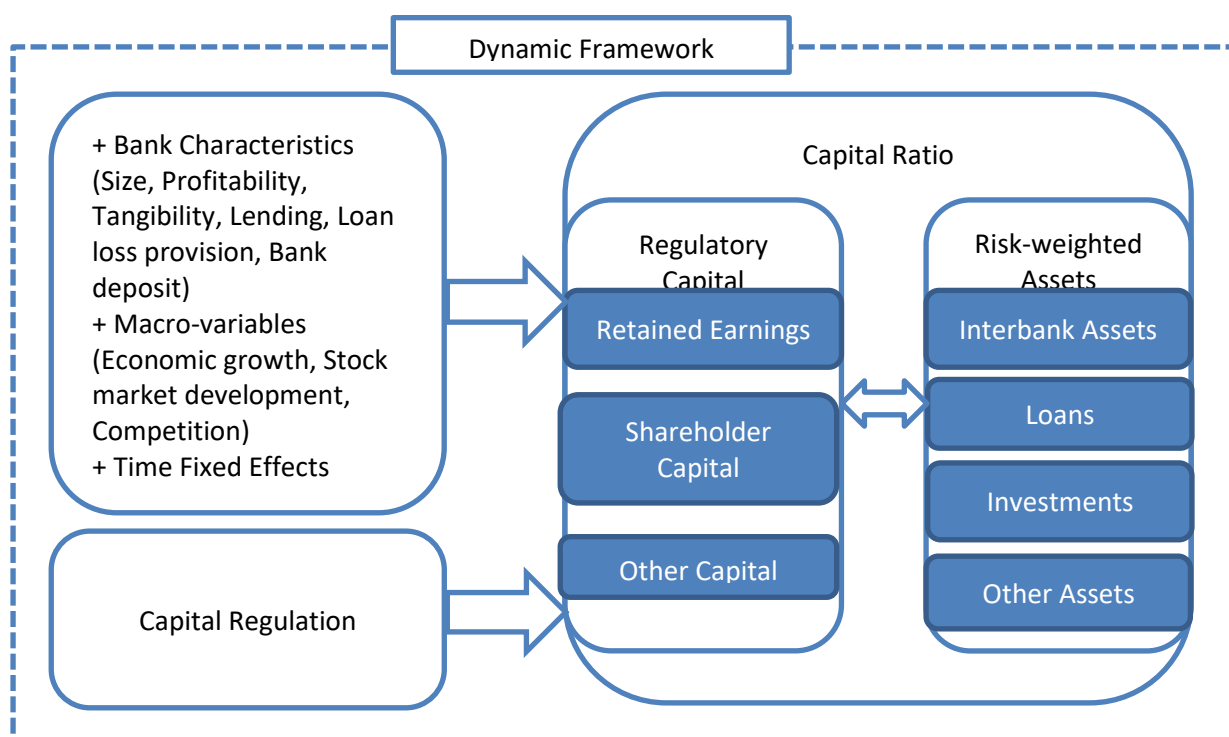 Dynamic Framework
+ Bank Characteristics
(Size, Profitability,
Tangibility, Lending, Loan
loss provision, Bank
deposit)
+ Macro-variables
(Economic growth, Stock
market development,
Competition)
+ Time Fixed Effects
Capital Regulation
Capital Ratio
Regulatory
Capital
Retained Earnings
Shareholder
Capital
Other Capital
Risk-weighted
Assets
Interbank Assets
Loans
Investments
Other Assets